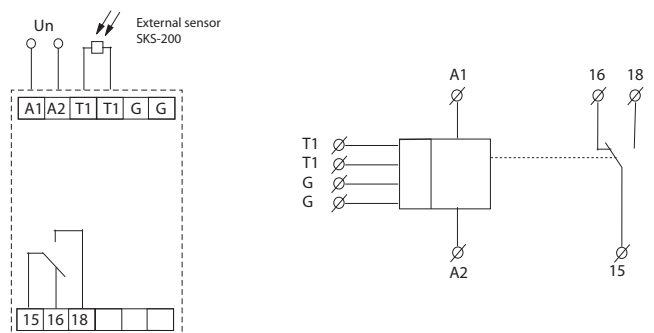 Un
External sensor
SKS-200
A1 A2 T1 T1 G G
15 16 18
A1
16 18
T1
T1
G
G
A2
15